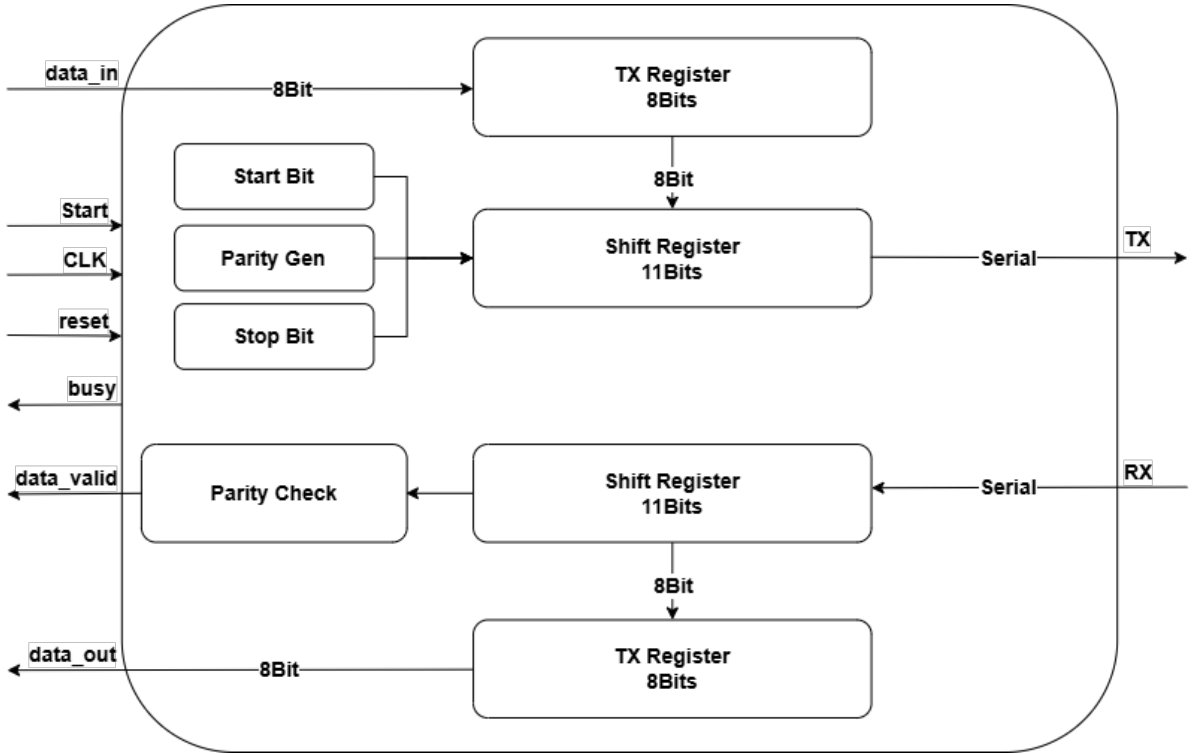 data_in
8Bit
TX Register
8Bits
8Bit
Start Bit
Start
Parity Gen
Shift Register
11Bits
Serial
TX
CLK
reset
Stop Bit
busy
data_valid
Parity Check
Shift Register
11Bits
Serial
RX
8Bit
data_out
8Bit
TX Register
8Bits